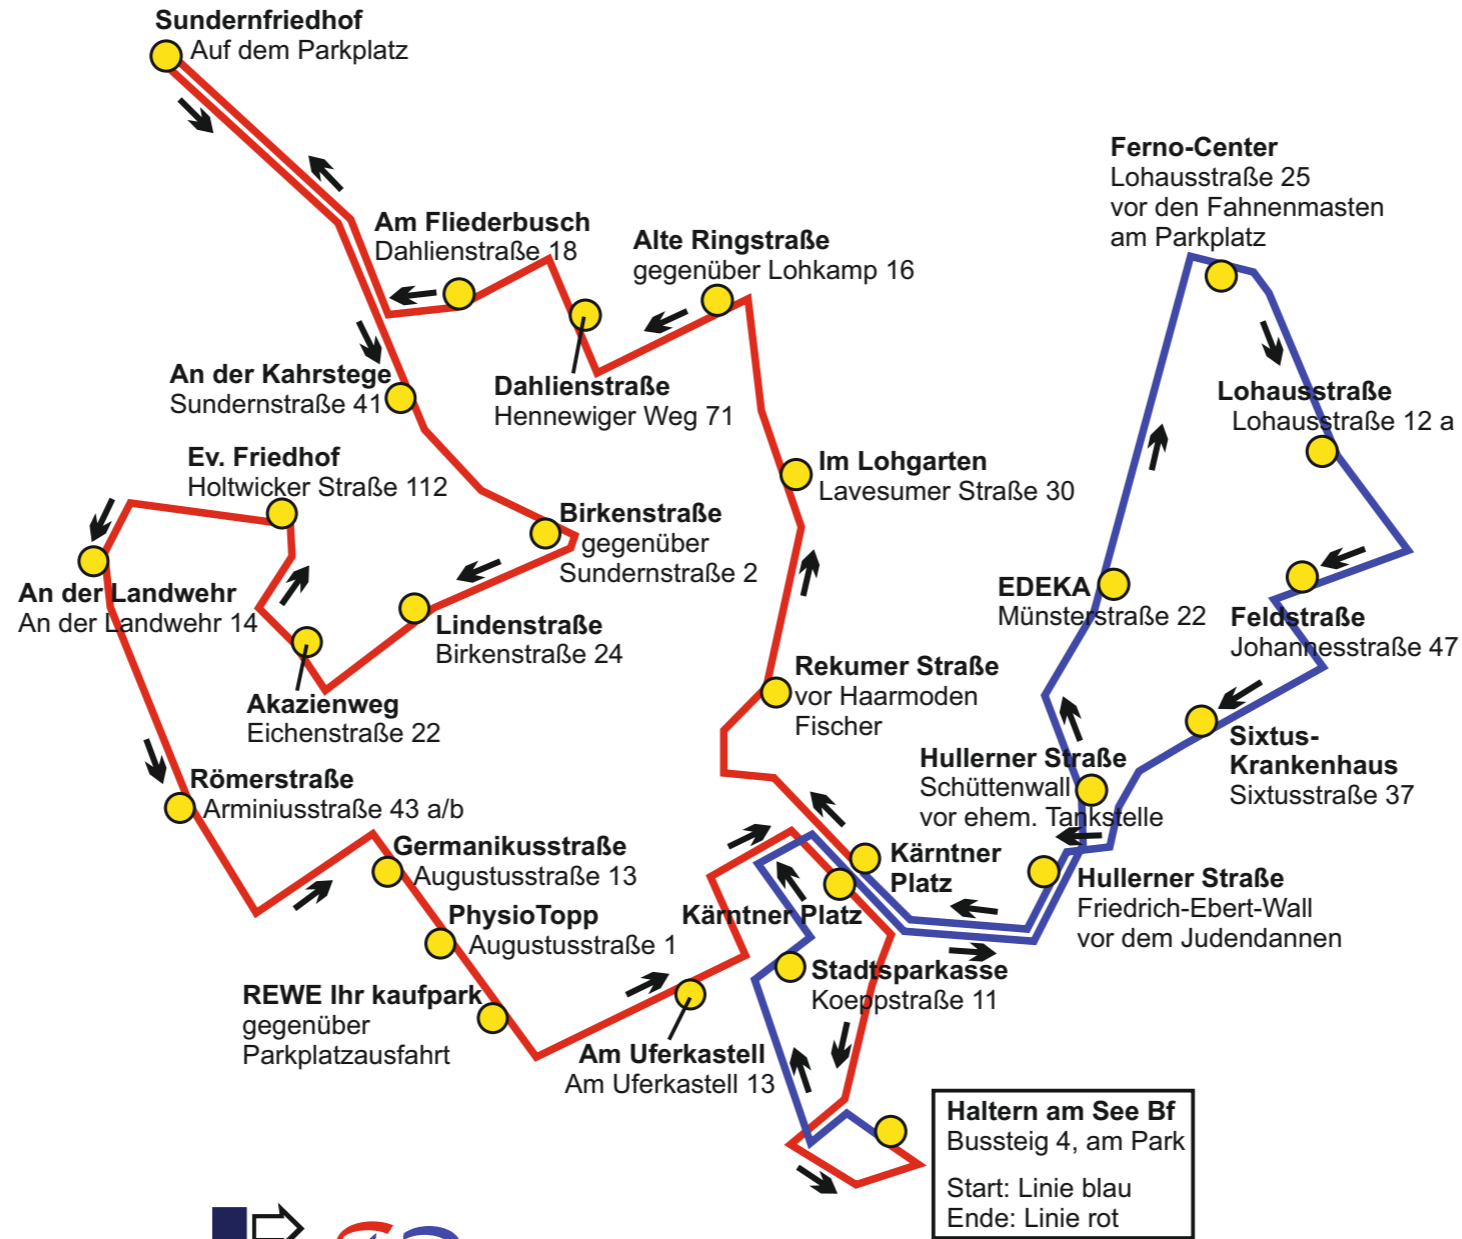 Sundernfriedhof
Auf dem Parkplatz
Ferno-Center
Lohausstraße 25
vor den Fahnenmasten
am Parkplatz
Am Fliederbusch
Dahlienstraße 18
Alte Ringstraße
gegenüber Lohkamp 16
An der Kahrstege
Sundernstraße 41
Dahlienstraße
Hennewiger Weg 71
Lohausstraße
Lohausstraße 12 a
Ev. Friedhof
Holtwicker Straße 112
Im Lohgarten
Lavesumer Straße 30
Birkenstraße
gegenüber
Sundernstraße 2
An der Landwehr
An der Landwehr 14
EDEKA
Münsterstraße 22
Feldstraße
Johannesstraße 47
Lindenstraße
Birkenstraße 24
Akazienweg
Eichenstraße 22
Rekumer Straße
vor Haarmoden
Fischer
Sixtus-
Krankenhaus
Sixtusstraße 37
Hullerner Straße
Schüttenwall
vor ehem. Tankstelle
Römerstraße
Arminiusstraße 43 a/b
Germanikusstraße
Augustusstraße 13
Kärntner
Platz
Hullerner Straße
Friedrich-Ebert-Wall
vor dem Judendannen
PhysioTopp
Augustusstraße 1
Kärntner Platz
Stadtsparkasse
Koeppstraße 11
REWE Ihr kaufpark
gegenüber
Parkplatzausfahrt
Am Uferkastell
Am Uferkastell 13
Haltern am See Bf
Bussteig 4, am Park
Start: Linie blau
Ende: Linie rot